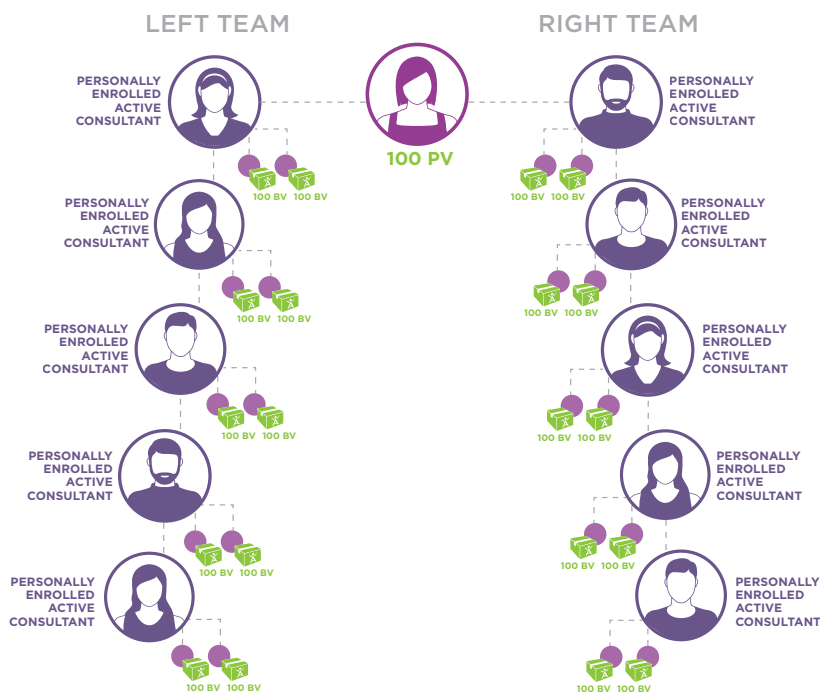 LEFT TEAM
RIGHT TEAM
PERSONALLY
ENROLLED
ACTIVE
CONSULTANT
100 PV
PERSONALLY
ENROLLED
ACTIVE
CONSULTANT
100 BV 100 BV
100 BV 100 BV
PERSONALLY
ENROLLED
ACTIVE
CONSULTANT
PERSONALLY
ENROLLED
ACTIVE
CONSULTANT
100 BV 100 BV
100 BV 100 BV
PERSONALLY
ENROLLED
ACTIVE
CONSULTANT
PERSONALLY
ENROLLED
ACTIVE
CONSULTANT
100 BV 100 BV
100 BV 100 BV
PERSONALLY
ENROLLED
ACTIVE
CONSULTANT
PERSONALLY
ENROLLED
ACTIVE
CONSULTANT
100 BV 100 BV
100 BV 100 BV
PERSONALLY
ENROLLED
ACTIVE
CONSULTANT
PERSONALLY
ENROLLED
ACTIVE
CONSULTANT
100 BV 100 BV
100 BV 100 BV